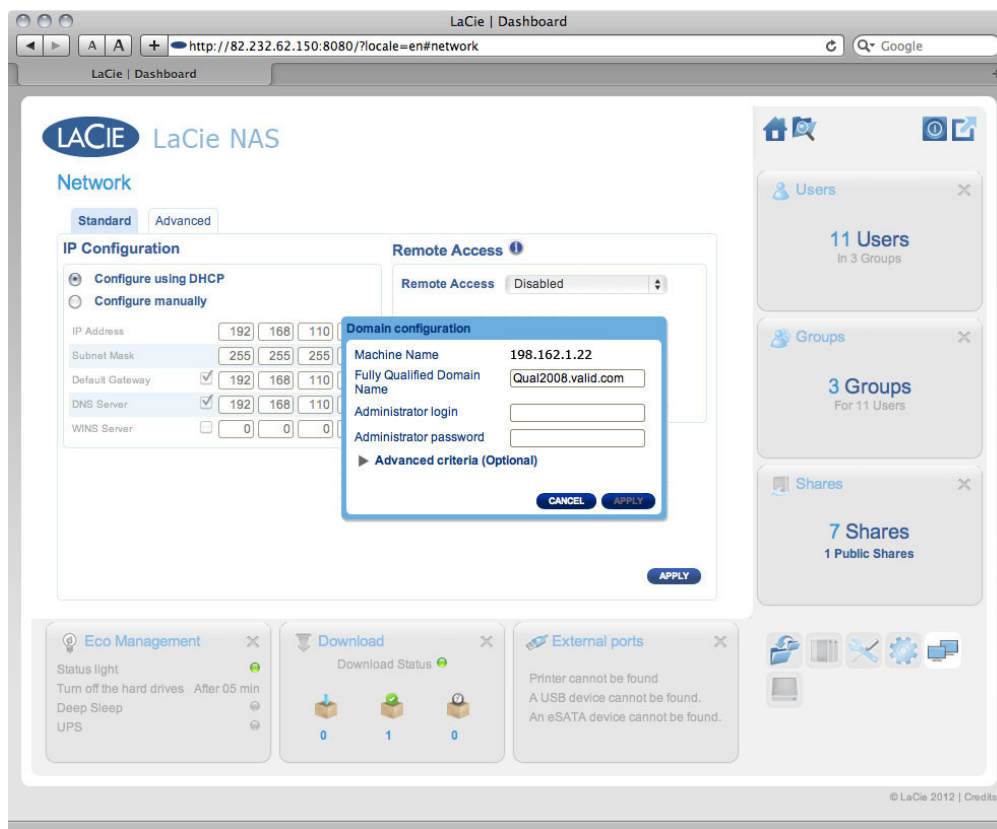 LaCie | Dashboard
A A + http://82.232.62.150:8080/?locale=en#network Google
LaCie | Dashboard
LACIE LaCie NAS
Network
Standard Advanced
IP Configuration
Configure using DHCP
Configure manually
IP Address 192 168 110
Subnet Mask 255 255 255
Default Gateway 192 168 110
DNS Server 192 168 110
WINS Server 0 0 0
Remote Access
Remote Access Disabled
Domain configuration
Machine Name 198.162.1.22
Fully Qualified Domain Name Qual2008.valid.com
Administrator login
Administrator password
Advanced criteria (Optional)
CANCEL APPLY
APPLY
Users
11 Users
In 3 Groups
Groups
3 Groups
For 11 Users
Shares
7 Shares
1 Public Shares
Eco Management
Status light
Turn off the hard drives After 05 min
Deep Sleep
UPS
Download
Download Status
0 1 0
External ports
Printer cannot be found
A USB device cannot be found.
An eSATA device cannot be found.
© LaCie 2012 | Credits